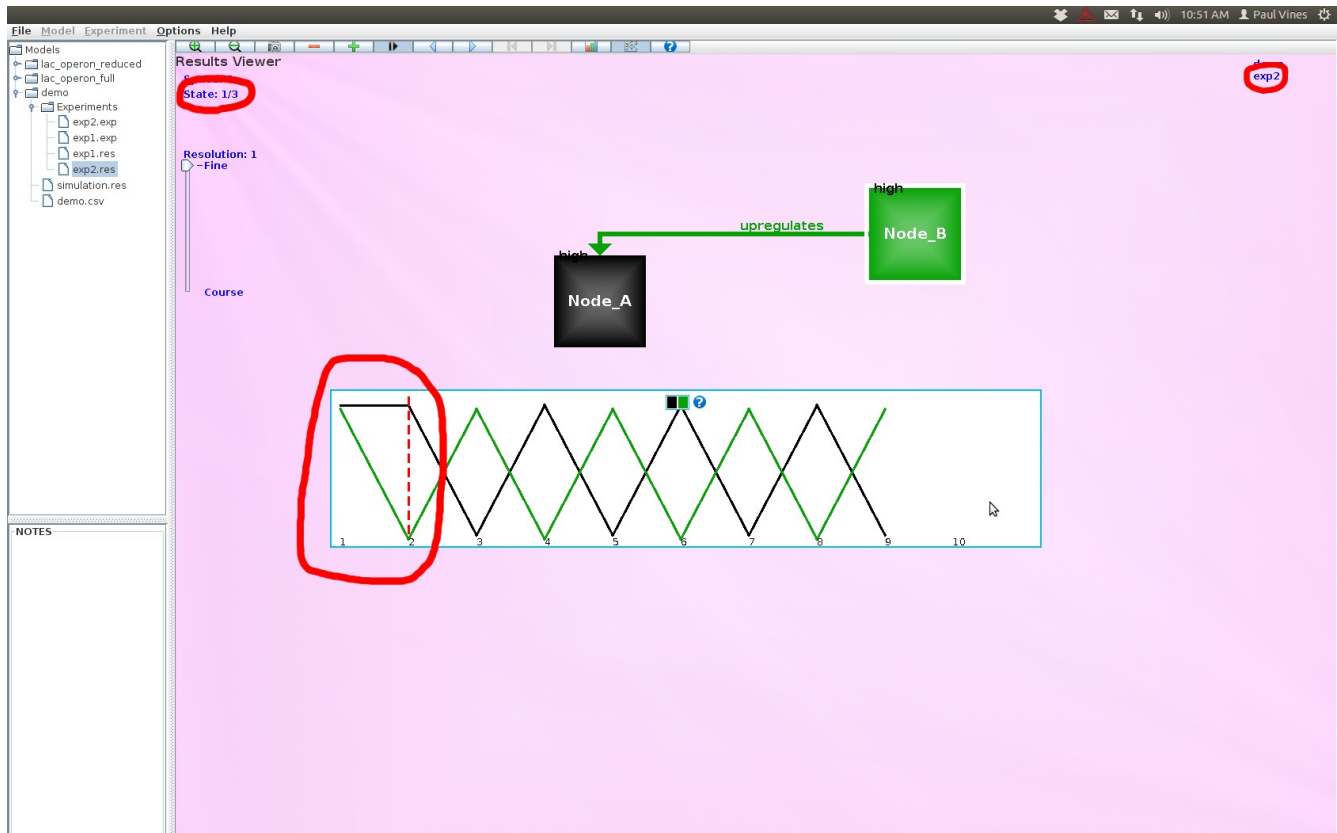 10:51 AM Paul Vines
File Model Experiment Options Help
Models
lac_operon_reduced
lac_operon_full
demo
Experiments
exp2.exp
exp1.exp
exp1.res
exp2.res
simulation.res
demo.csv
NOTES
Results Viewer
State: 1/3
exp2
Resolution: 1
Fine
Course
high
Node_B
upregulates
high
Node_A
1 2 3 4 5 6 7 8 9 10